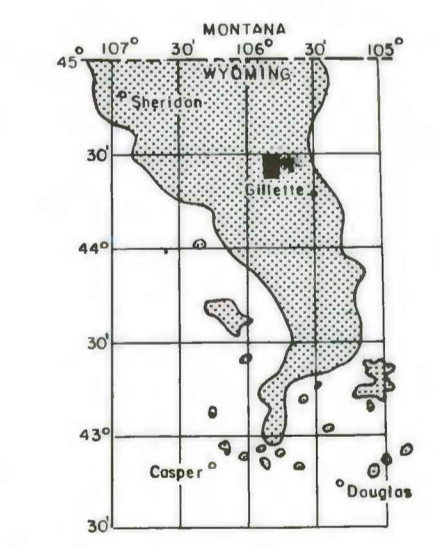 MONTANA
107° 30' 106° 30' 105°
45°
WYOMING
Sheridan
30'
Gillette
44°
30'
43°
Casper
Douglas
30'